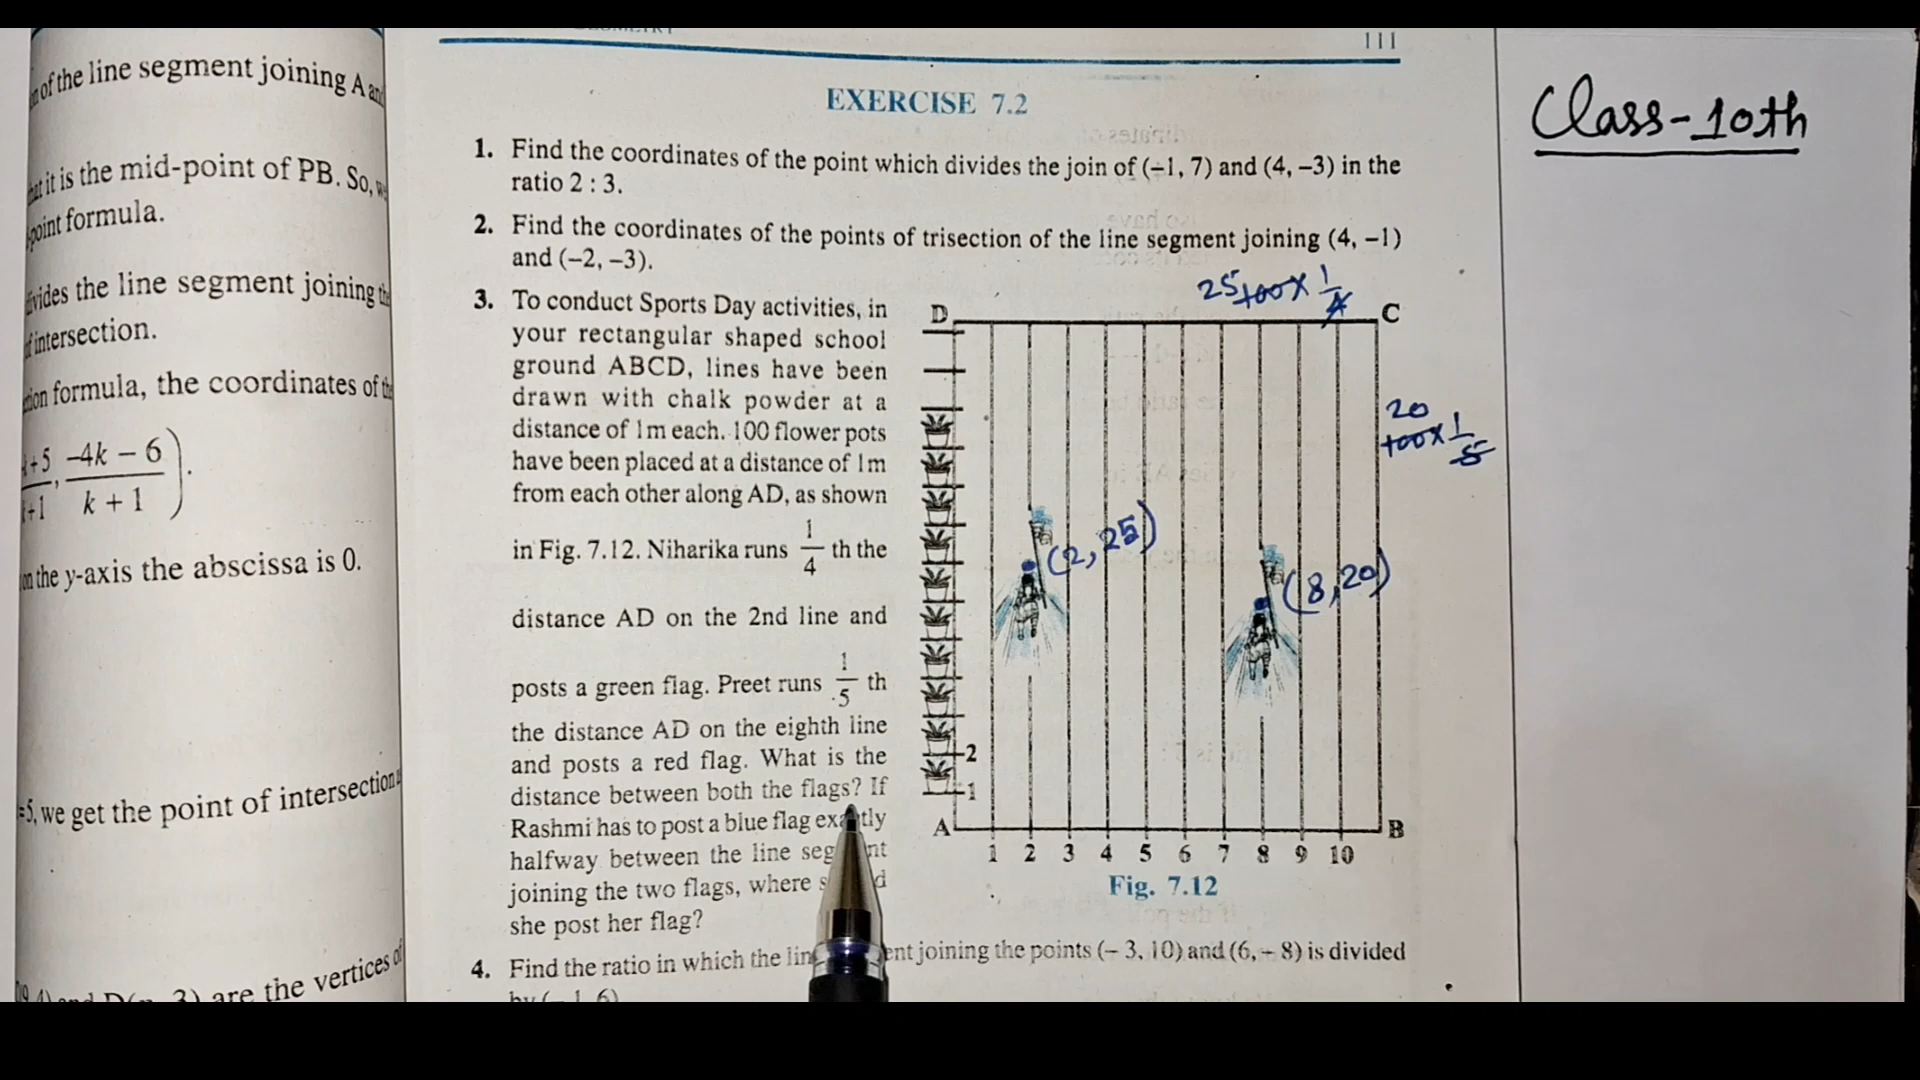 of the line segment joining A
it is the mid-point of PB. So,
point formula.
the line segment joining
intersection.
formula, the coordinates of
+5, −4k − 6
+1 k + 1 ).
the y-axis the abscissa is 0.
we get the point of intersection
are the vertices of
111
EXERCISE 7.2
1. Find the coordinates of the point which divides the join of (−1, 7) and (4, −3) in the
ratio 2 : 3.
2. Find the coordinates of the points of trisection of the line segment joining (4, −1)
and (−2, −3).
3. To conduct Sports Day activities, in
your rectangular shaped school
ground ABCD, lines have been
drawn with chalk powder at a
distance of 1m each. 100 flower pots
have been placed at a distance of 1m
from each other along AD, as shown
in Fig. 7.12. Niharika runs 1/4 th the
distance AD on the 2nd line and
posts a green flag. Preet runs 1/5 th
the distance AD on the eighth line
and posts a red flag. What is the
distance between both the flags? If
Rashmi has to post a blue flag exactly
halfway between the line segment
joining the two flags, where
she post her flag?
4. Find the ratio in which the ent joining the points (− 3, 10) and (6, − 8) is divided
25 100 × 1/4
D C
20
100 × 1/5
(2, 25)
(8, 20)
2
1
A B
1 2 3 4 5 6 7 8 9 10
Fig. 7.12
Class-10th